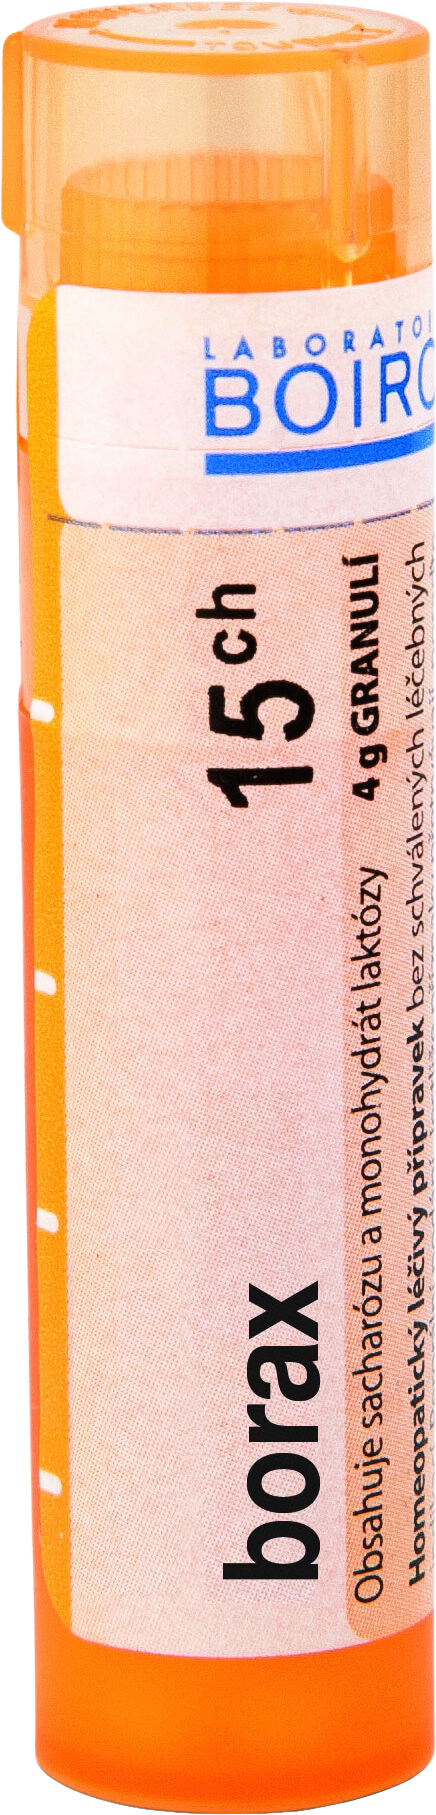 LABORATOI
BOIRO
borax 15 ch
4 g GRANULÍ
Obsahuje sacharózu a monohydrát laktózy
Homeopatický léčivý přípravek bez schválených léčebných